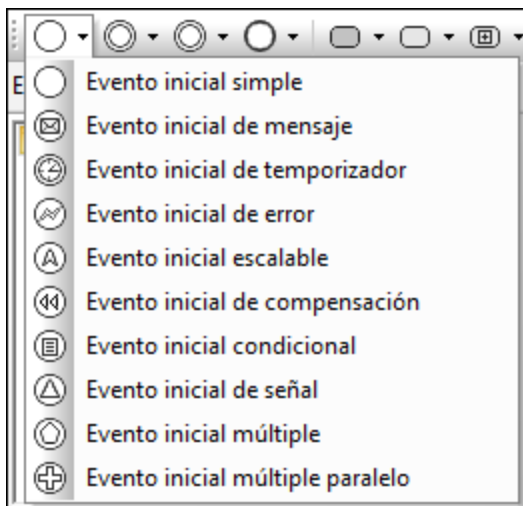 E
Evento inicial simple
Evento inicial de mensaje
Evento inicial de temporizador
Evento inicial de error
Evento inicial escalable
Evento inicial de compensación
Evento inicial condicional
Evento inicial de señal
Evento inicial múltiple
Evento inicial múltiple paralelo